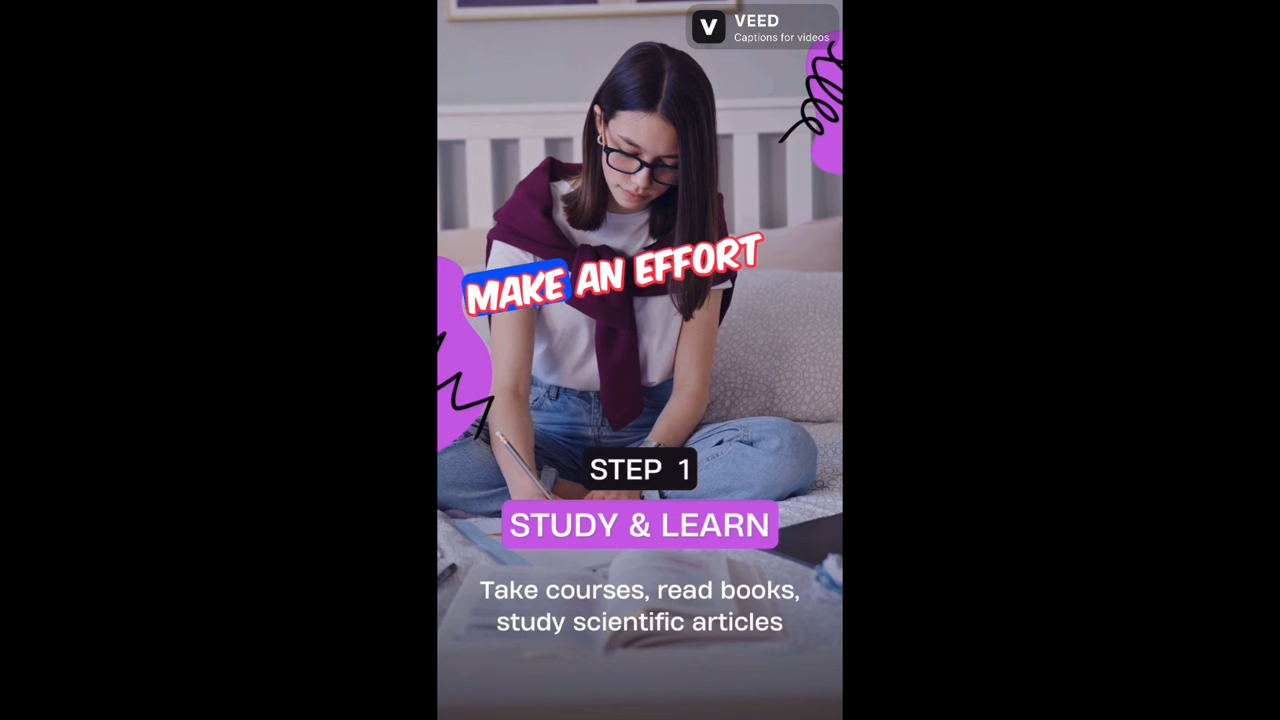 V VEED
Captions for videos
MAKE AN EFFORT
STEP 1
STUDY & LEARN
Take courses, read books,
study scientific articles